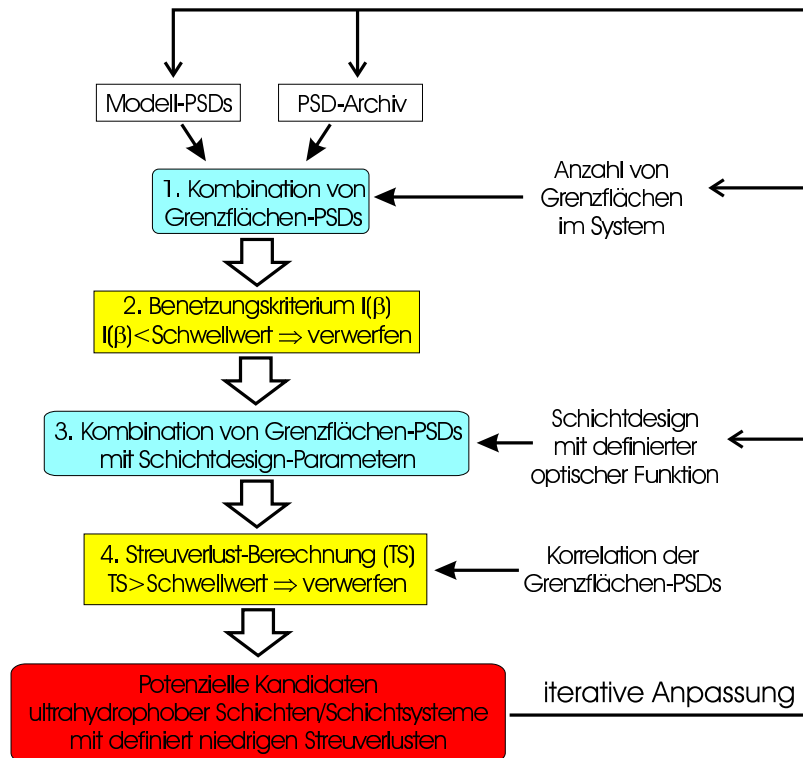 Modell-PSDs
PSD-Archiv
1. Kombination von
Grenzflächen-PSDs
Anzahl von
Grenzflächen
im System
2. Benetzungskriterium I(β)
I(β)<Schwellwert ⇒ verwerfen
3. Kombination von Grenzflächen-PSDs
mit Schichtdesign-Parametern
Schichtdesign
mit definierter
optischer Funktion
4. Streuverlust-Berechnung (TS)
TS>Schwellwert ⇒ verwerfen
Korrelation der
Grenzflächen-PSDs
Potenzielle Kandidaten
ultrahydrophober Schichten/Schichtsysteme
mit definiert niedrigen Streuverlusten
iterative Anpassung